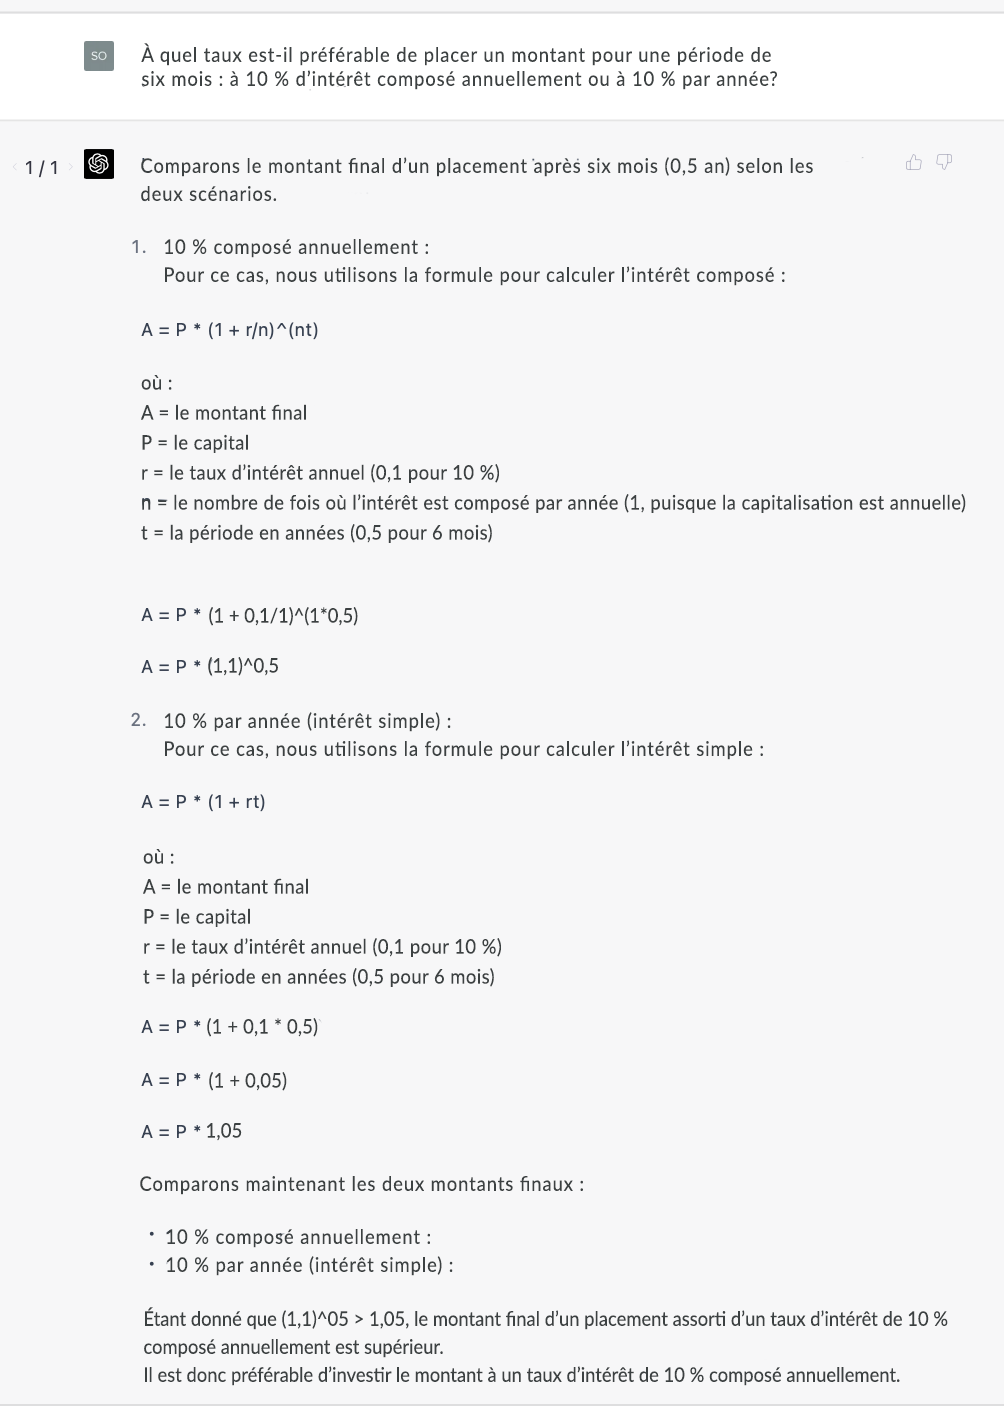 SO
À quel taux est-il préférable de placer un montant pour une période de
six mois : à 10 % d'intérêt composé annuellement ou à 10 % par année?
1 / 1
Comparons le montant final d'un placement après six mois (0,5 an) selon les
deux scénarios.
1. 10 % composé annuellement :
Pour ce cas, nous utilisons la formule pour calculer l'intérêt composé :
A = P * (1 + r/n)^(nt)
où :
A = le montant final
P = le capital
r = le taux d'intérêt annuel (0,1 pour 10 %)
n = le nombre de fois où l'intérêt est composé par année (1, puisque la capitalisation est annuelle)
t = la période en années (0,5 pour 6 mois)
A = P * (1 + 0,1/1)^(1*0,5)
A = P * (1,1)^0,5
2. 10 % par année (intérêt simple) :
Pour ce cas, nous utilisons la formule pour calculer l'intérêt simple :
A = P * (1 + rt)
où :
A = le montant final
P = le capital
r = le taux d'intérêt annuel (0,1 pour 10 %)
t = la période en années (0,5 pour 6 mois)
A = P * (1 + 0,1 * 0,5)
A = P * (1 + 0,05)
A = P * 1,05
Comparons maintenant les deux montants finaux :
• 10 % composé annuellement :
• 10 % par année (intérêt simple) :
Étant donné que (1,1)^05 > 1,05, le montant final d'un placement assorti d'un taux d'intérêt de 10 %
composé annuellement est supérieur.
Il est donc préférable d'investir le montant à un taux d'intérêt de 10 % composé annuellement.